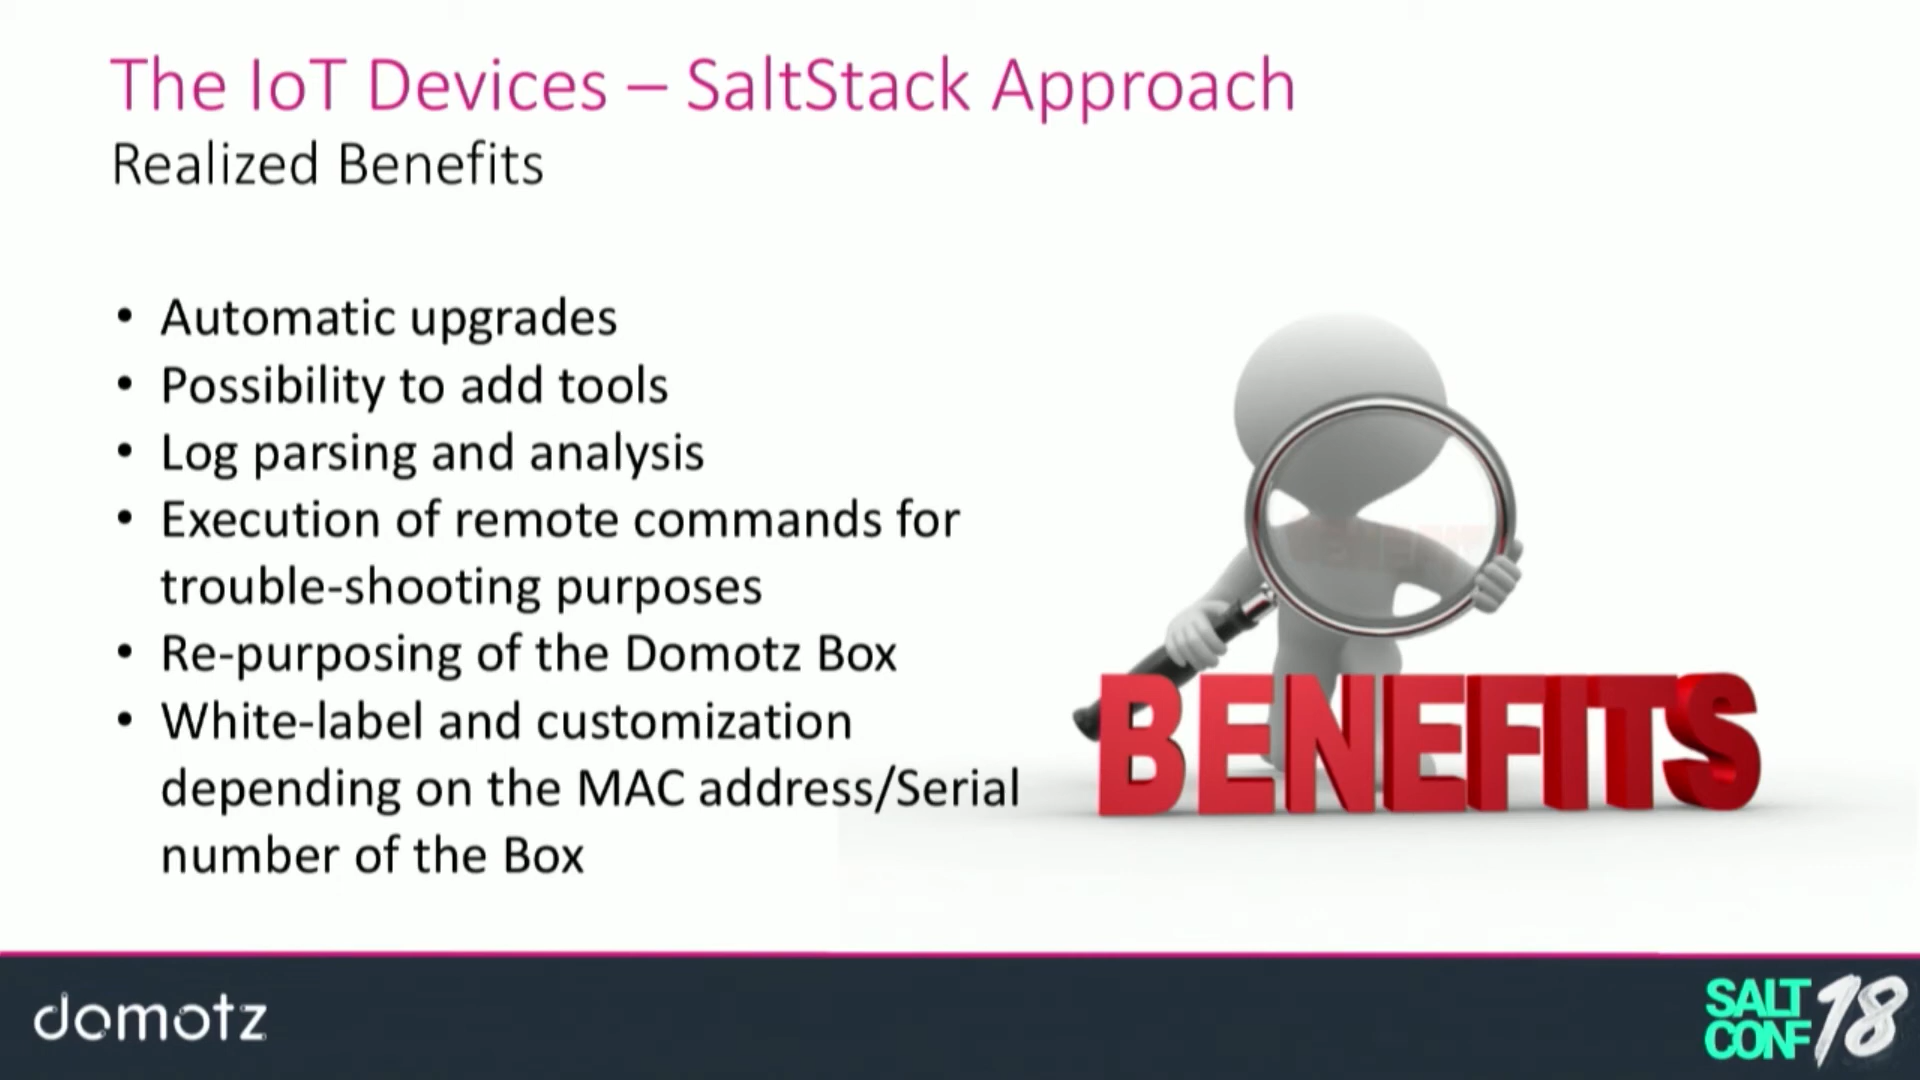 The IoT Devices – SaltStack Approach
Realized Benefits
• Automatic upgrades
• Possibility to add tools
• Log parsing and analysis
• Execution of remote commands for
trouble-shooting purposes
• Re-purposing of the Domotz Box
• White-label and customization
depending on the MAC address/Serial
number of the Box
BENEFITS
domotz
SALT
CONF
18